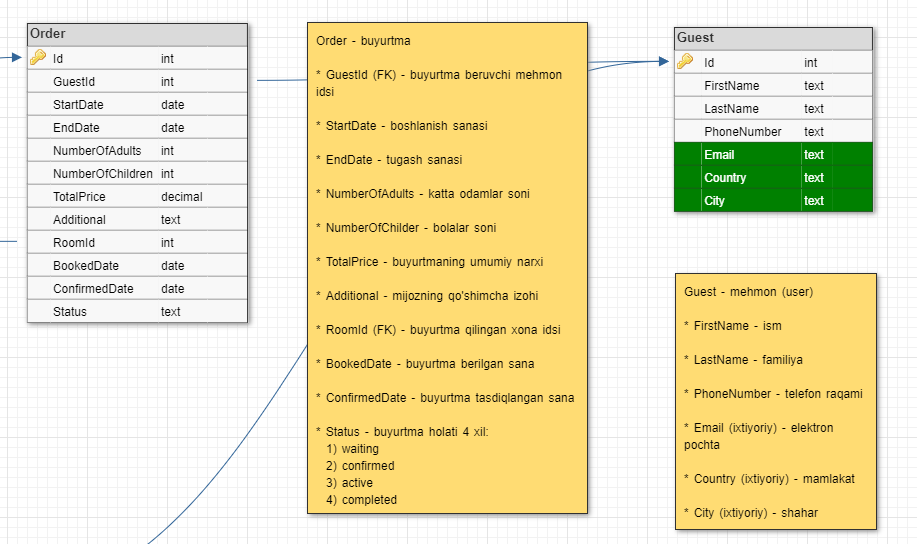 Order
Id int
GuestId int
StartDate date
EndDate date
NumberOfAdults int
NumberOfChildren int
TotalPrice decimal
Additional text
RoomId int
BookedDate date
ConfirmedDate date
Status text
Order - buyurtma
* GuestId (FK) - buyurtma beruvchi mehmon
idsi
* StartDate - boshlanish sanasi
* EndDate - tugash sanasi
* NumberOfAdults - katta odamlar soni
* NumberOfChilder - bolalar soni
* TotalPrice - buyurtmaning umumiy narxi
* Additional - mijozning qo'shimcha izohi
* RoomId (FK) - buyurtma qilingan xona idsi
* BookedDate - buyurtma berilgan sana
* ConfirmedDate - buyurtma tasdiqlangan sana
* Status - buyurtma holati 4 xil:
1) waiting
2) confirmed
3) active
4) completed
Guest
Id int
FirstName text
LastName text
PhoneNumber text
Email text
Country text
City text
Guest - mehmon (user)
* FirstName - ism
* LastName - familiya
* PhoneNumber - telefon raqami
* Email (ixtiyoriy) - elektron
pochta
* Country (ixtiyoriy) - mamlakat
* City (ixtiyoriy) - shahar